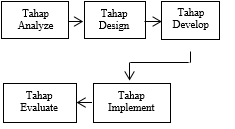 Tahap
Analyze
Tahap
Design
Tahap
Develop
Tahap
Implement
Tahap
Evaluate